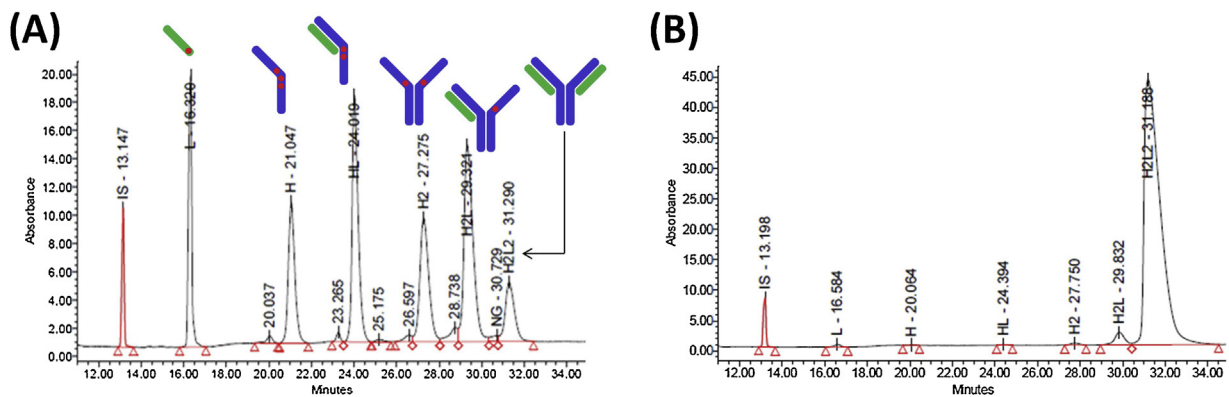 (A)
Absorbance
20.00
18.00
16.00
14.00
12.00
10.00
8.00
6.00
4.00
2.00
0.00
IS - 13.147
L - 16.320
20.037
H - 21.047
23.265
HL - 24.019
25.175
26.597
H2 - 27.275
28.738
H2L - 29.321
NG - 30.729
H2L2 - 31.290
12.00 14.00 16.00 18.00 20.00 22.00 24.00 26.00 28.00 30.00 32.00 34.00
Minutes
(B)
Absorbance
45.00
40.00
35.00
30.00
25.00
20.00
15.00
10.00
5.00
0.00
IS - 13.198
L - 16.584
H - 20.064
HL - 24.394
H2 - 27.750
H2L - 29.832
H2L2 - 31.188
12.00 14.00 16.00 18.00 20.00 22.00 24.00 26.00 28.00 30.00 32.00 34.00
Minutes